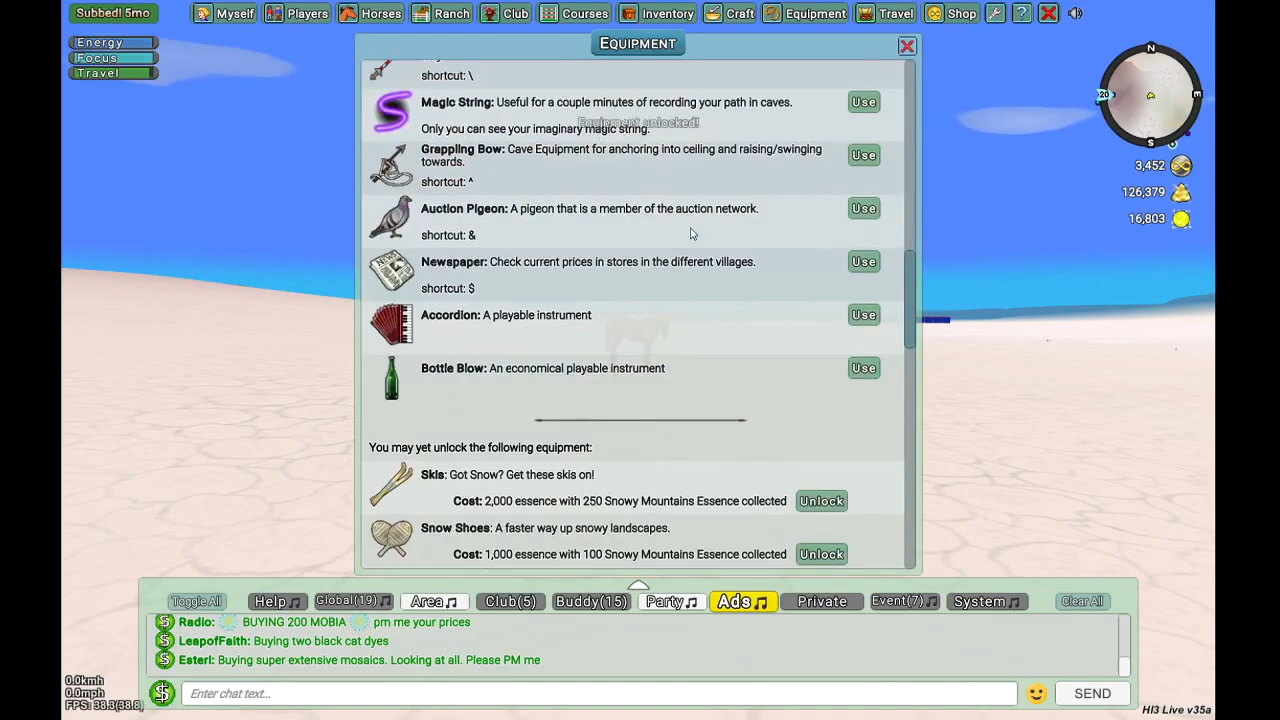 Subbed! 5mo
Myself
Players
Horses
Ranch
Club
Courses
Inventory
Craft
Equipment
Travel
Shop
?
Energy
Focus
Travel
EQUIPMENT
N
20
S
3,452
126,379
16,803
shortcut: \
Magic String: Useful for a couple minutes of recording your path in caves.
Use
Equipment unlocked!
Only you can see your imaginary magic string.
Grappling Bow: Cave Equipment for anchoring into ceiling and raising/swinging
towards.
Use
shortcut: ^
Auction Pigeon: A pigeon that is a member of the auction network.
Use
shortcut: &
Newspaper: Check current prices in stores in the different villages.
Use
shortcut: $
Accordion: A playable instrument
Use
Bottle Blow: An economical playable instrument
Use
You may yet unlock the following equipment:
Skis: Got Snow? Get these skis on!
Cost: 2,000 essence with 250 Snowy Mountains Essence collected
Unlock
Snow Shoes: A faster way up snowy landscapes.
Cost: 1,000 essence with 100 Snowy Mountains Essence collected
Unlock
Toggle All
Help
Global(19)
Area
Club(5)
Buddy(15)
Party
Ads
Private
Event(7)
System
Clear All
Radio: BUYING 200 MOBIA pm me your prices
LeapofFaith: Buying two black cat dyes
Esteri: Buying super extensive mosaics. Looking at all. Please PM me
0.0kmh
0.0mph
FPS: 38.3(38.8)
Enter chat text...
SEND
HI3 Live v35a